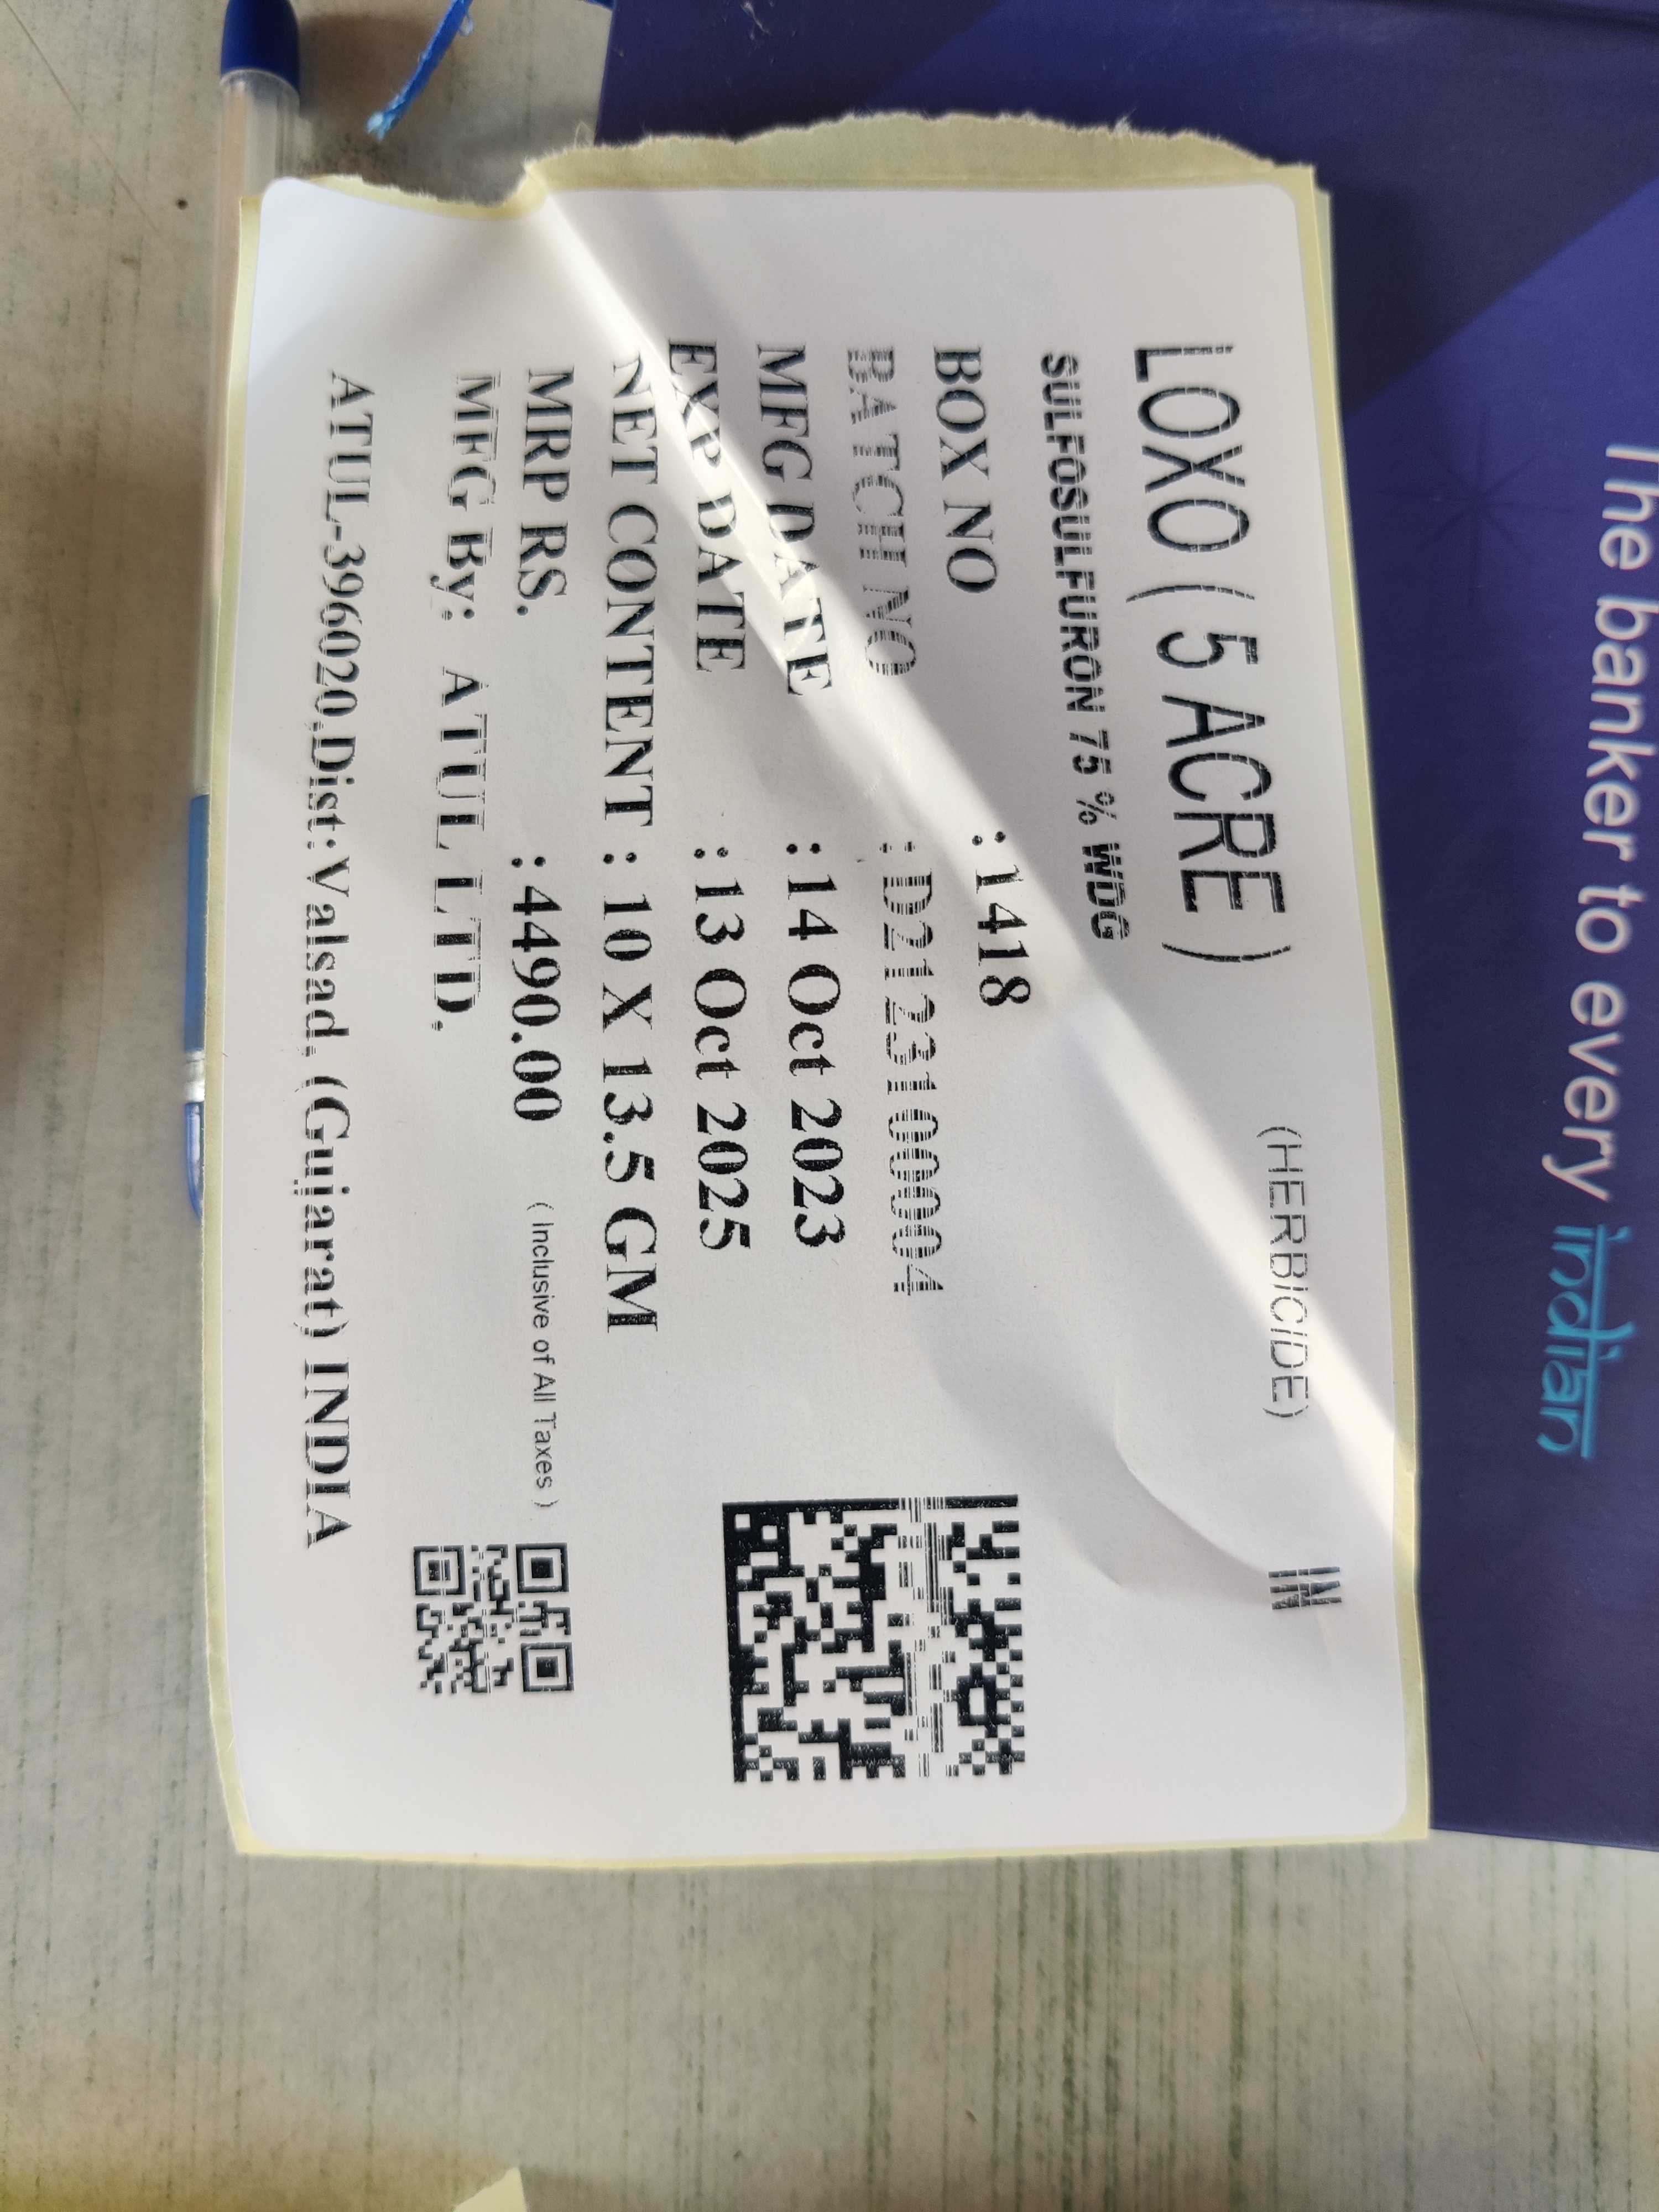 The banker to every indian
LOXO ( 5 ACRE ) (HERBICIDE) IN
SULFOSULFURON 75 % WDG
BOX NO :1418
BATCH NO :D212310004
MFG DATE :14 Oct 2023
EXP DATE :13 Oct 2025
NET CONTENT : 10 X 13.5 GM
MRP RS. :4490.00 ( Inclusive of All Taxes )
MFG By: ATUL LTD.
ATUL-396020,Dist:Valsad, (Gujarat) INDIA